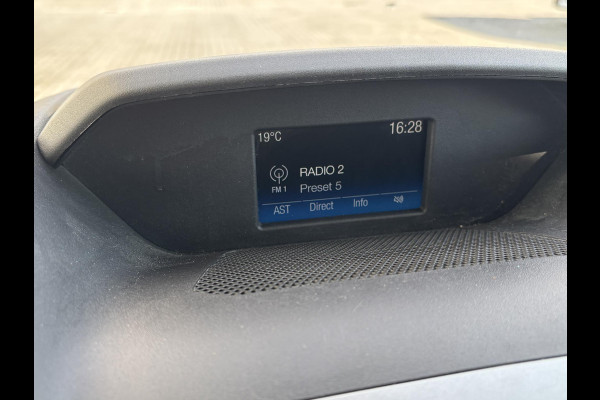 19°C 16:28
RADIO 2
FM 1 Preset 5
AST Direct Info